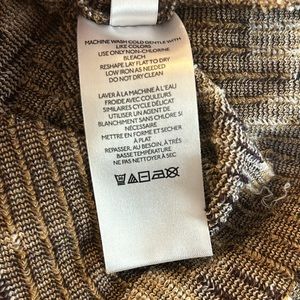 MACHINE WASH COLD GENTLE WITH
LIKE COLORS
USE ONLY NON-CHLORINE
BLEACH
RESHAPE LAY FLAT TO DRY
LOW IRON AS NEEDED
DO NOT DRY CLEAN
LAVER À LA MACHINE À L'EAU
FROIDE AVEC COULEURS
SIMILAIRES CYCLE DÉLICAT
UTILISER UN AGENT DE
BLANCHIMENT SANS CHLORE SI
NÉCESSAIRE
METTRE EN FORME ET SÉCHER
À PLAT
REPASSER, AU BESOIN, À TRÈS
BASSE TEMPÉRATURE
NE PAS NETTOYER À SEC